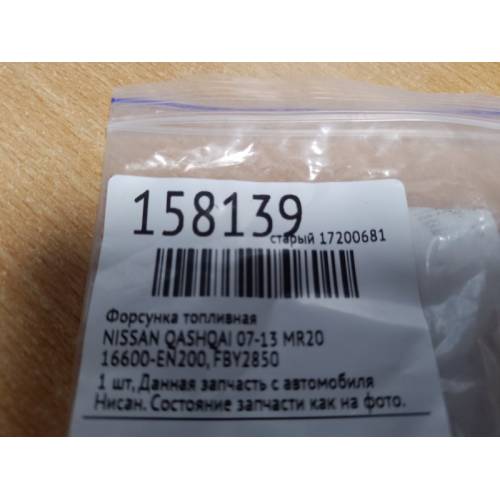 158139
старый 17200681
Форсунка топливная
NISSAN QASHQAI 07-13 MR20
16600-EN200, FBY2850
1 шт, Данная запчасть с автомобиля
Нисан. Состояние запчасти как на фото.